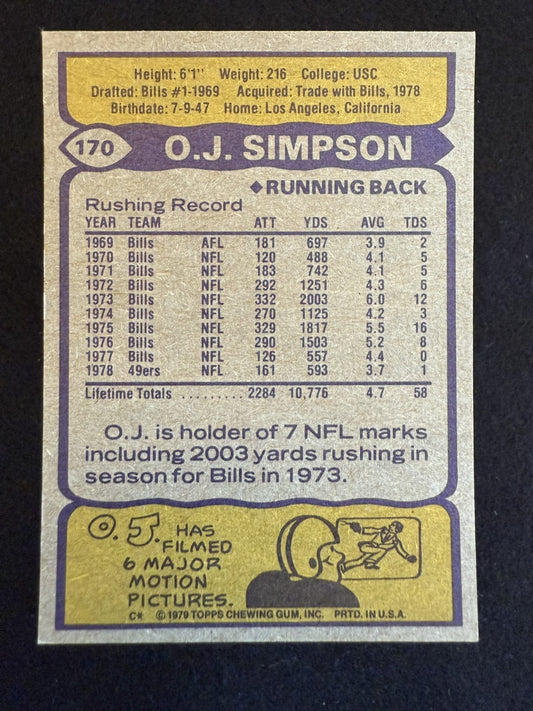 Height: 6'1" Weight: 216 College: USC
Drafted: Bills #1-1969 Acquired: Trade with Bills, 1978
Birthdate: 7-9-47 Home: Los Angeles, California
170 O.J. SIMPSON
◆RUNNING BACK
Rushing Record
YEAR TEAM ATT YDS AVG TDS
1969 Bills AFL 181 697 3.9 2
1970 Bills NFL 120 488 4.1 5
1971 Bills NFL 183 742 4.1 5
1972 Bills NFL 292 1251 4.3 6
1973 Bills NFL 332 2003 6.0 12
1974 Bills NFL 270 1125 4.2 3
1975 Bills NFL 329 1817 5.5 16
1976 Bills NFL 290 1503 5.2 8
1977 Bills NFL 126 557 4.4 0
1978 49ers NFL 161 593 3.7 1
Lifetime Totals ......... 2284 10,776 4.7 58
O.J. is holder of 7 NFL marks
including 2003 yards rushing in
season for Bills in 1973.
O.J. HAS
FILMED
6 MAJOR
MOTION
PICTURES.
C* © 1979 TOPPS CHEWING GUM, INC. PRTD. IN U.S.A.